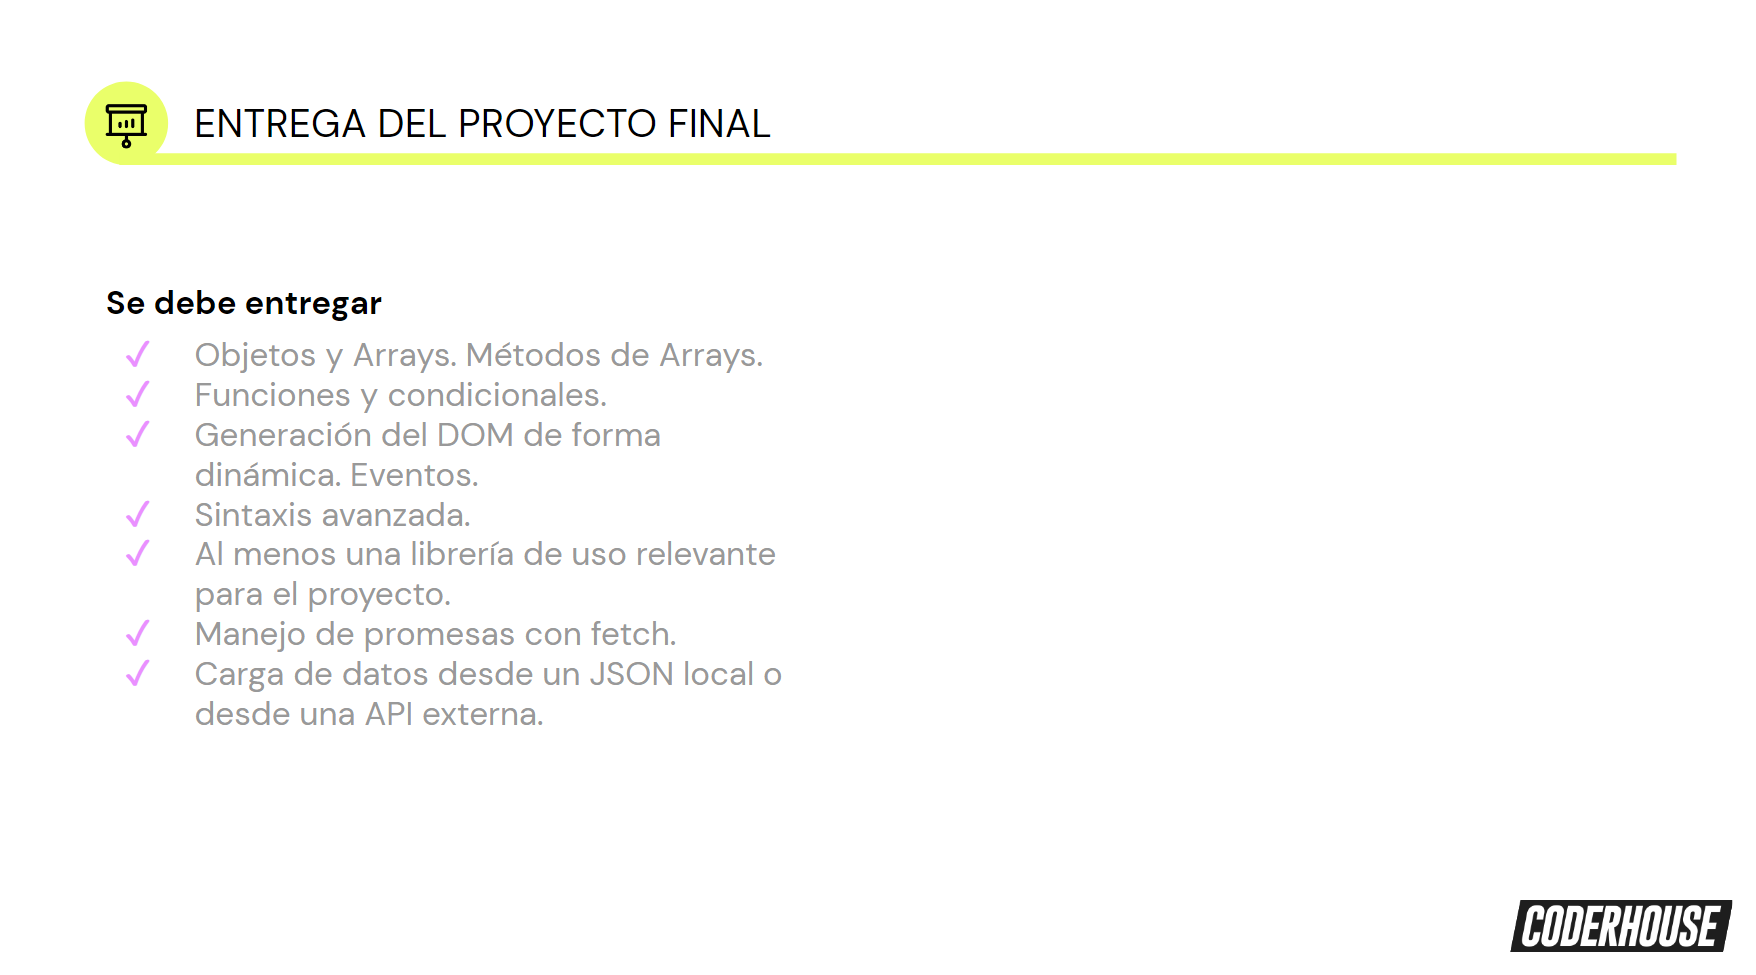 ENTREGA DEL PROYECTO FINAL
Se debe entregar
✓ Objetos y Arrays. Métodos de Arrays.
✓ Funciones y condicionales.
✓ Generación del DOM de forma
dinámica. Eventos.
✓ Sintaxis avanzada.
✓ Al menos una librería de uso relevante
para el proyecto.
✓ Manejo de promesas con fetch.
✓ Carga de datos desde un JSON local o
desde una API externa.
CODERHOUSE